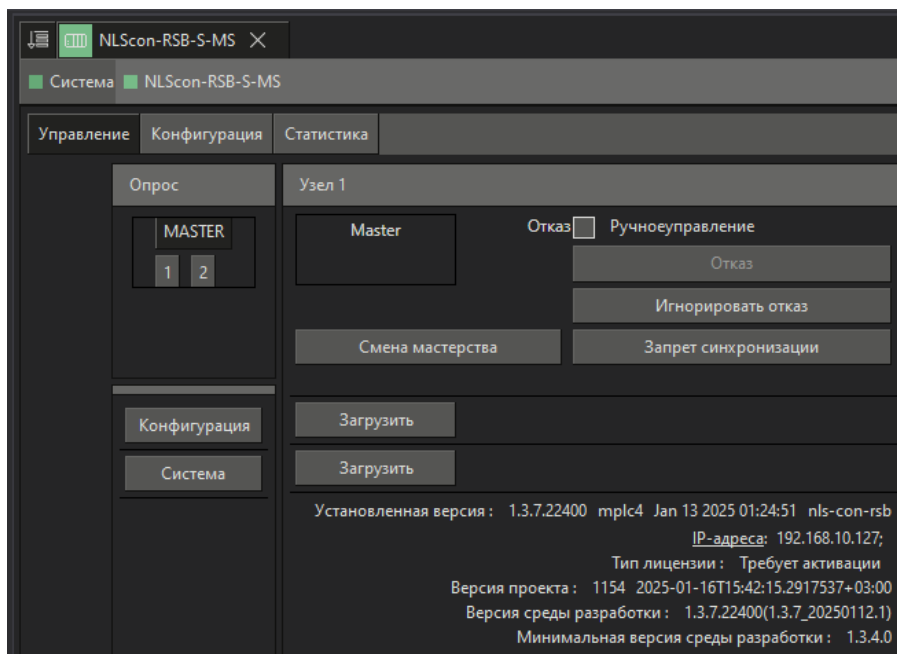 NLScon-RSB-S-MS
Система NLScon-RSB-S-MS
Управление Конфигурация Статистика
Опрос Узел 1
MASTER Master Отказ Ручноеуправление
1 2 Отказ
Игнорировать отказ
Смена мастерства Запрет синхронизации
Конфигурация Загрузить
Система Загрузить
Установленная версия : 1.3.7.22400 mplc4 Jan 13 2025 01:24:51 nls-con-rsb
IP-адреса: 192.168.10.127;
Тип лицензии : Требует активации
Версия проекта : 1154 2025-01-16T15:42:15.2917537+03:00
Версия среды разработки : 1.3.7.22400(1.3.7_20250112.1)
Минимальная версия среды разработки : 1.3.4.0